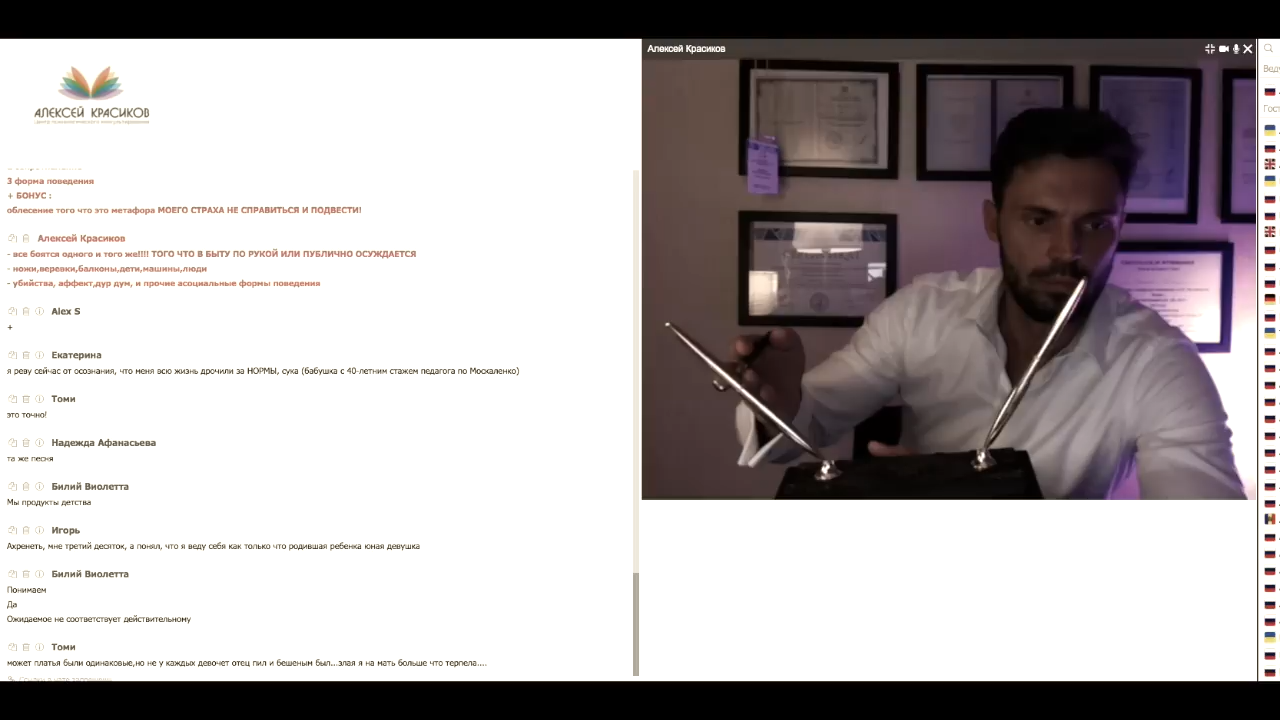 АЛЕКСЕЙ КРАСИКОВ
3 форма поведения
+ БОНУС :
облесение того что это метафора МОЕГО СТРАХА НЕ СПРАВИТЬСЯ И ПОДВЕСТИ!
Алексей Красиков
- все боятся одного и того же!!!! ТОГО ЧТО В БЫТУ ПО РУКОЙ ИЛИ ПУБЛИЧНО ОСУЖДАЕТСЯ
- ножи,веревки,балконы,дети,машины,люди
- убийства, аффект,дур дум, и прочие асоциальные формы поведения
Alex S
+
Екатерина
я реву сейчас от осознания, что меня всю жизнь дрочили за НОРМЫ, сука (бабушка с 40-летним стажем педагога по Москаленко)
Томи
это точно!
Надежда Афанасьева
та же песня
Билий Виолетта
Мы продукты детства
Игорь
Ахренеть, мне третий десяток, а понял, что я веду себя как только что родившая ребенка юная девушка
Билий Виолетта
Понимаем
Да
Ожидаемое не соответствует действительному
Томи
может платья были одинаковые,но не у каждых девочет отец пил и бешеным был...злая я на мать больше что терпела....
Алексей Красиков
Вед
Гост